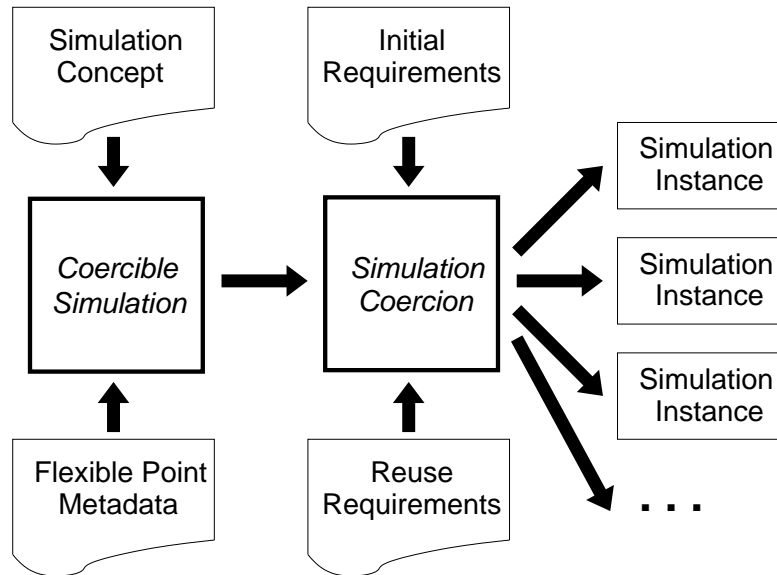 Simulation
Concept
Initial
Requirements
Coercible
Simulation
Simulation
Coercion
Simulation
Instance
Simulation
Instance
Simulation
Instance
. . .
Flexible Point
Metadata
Reuse
Requirements